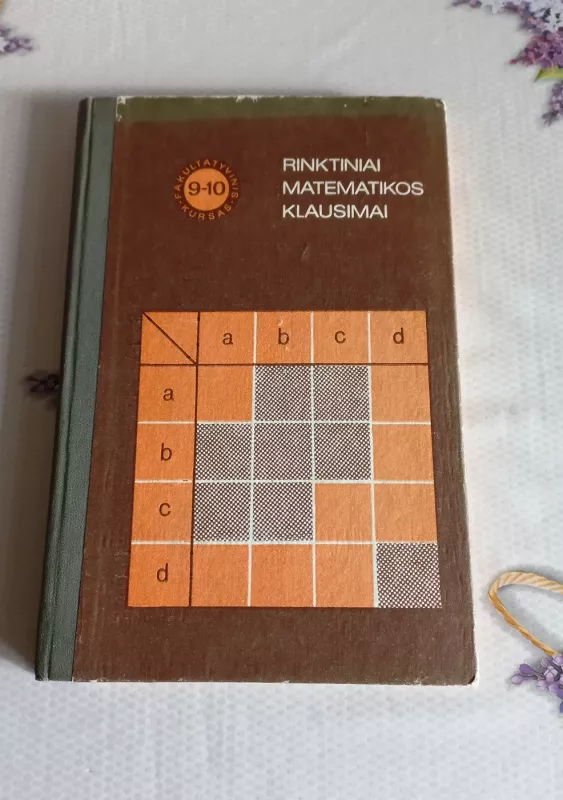 FAKULTATYVINIS
9-10
KURSAS
RINKTINIAI
MATEMATIKOS
KLAUSIMAI
a b c d
a
b
c
d